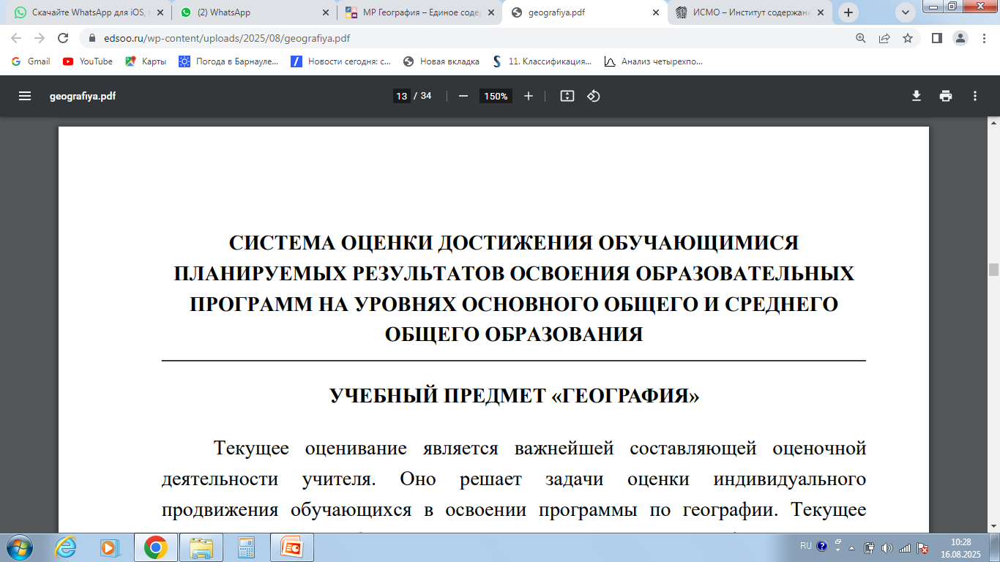 Скачайте WhatsApp для iOS,
(2) WhatsApp
МР География – Единое содер
geografiya.pdf
ИСМО – Институт содержан
edsoo.ru/wp-content/uploads/2025/08/geografiya.pdf
Gmail
YouTube
Карты
Погода в Барнауле...
Новости сегодня: с...
Новая вкладка
11. Классификация...
Анализ четырехпо...
geografiya.pdf
13 / 34
150%
СИСТЕМА ОЦЕНКИ ДОСТИЖЕНИЯ ОБУЧАЮЩИМИСЯ
ПЛАНИРУЕМЫХ РЕЗУЛЬТАТОВ ОСВОЕНИЯ ОБРАЗОВАТЕЛЬНЫХ
ПРОГРАММ НА УРОВНЯХ ОСНОВНОГО ОБЩЕГО И СРЕДНЕГО
ОБЩЕГО ОБРАЗОВАНИЯ
УЧЕБНЫЙ ПРЕДМЕТ «ГЕОГРАФИЯ»
Текущее оценивание является важнейшей составляющей оценочной
деятельности учителя. Оно решает задачи оценки индивидуального
продвижения обучающихся в освоении программы по географии. Текущее
RU
10:28
16.08.2025